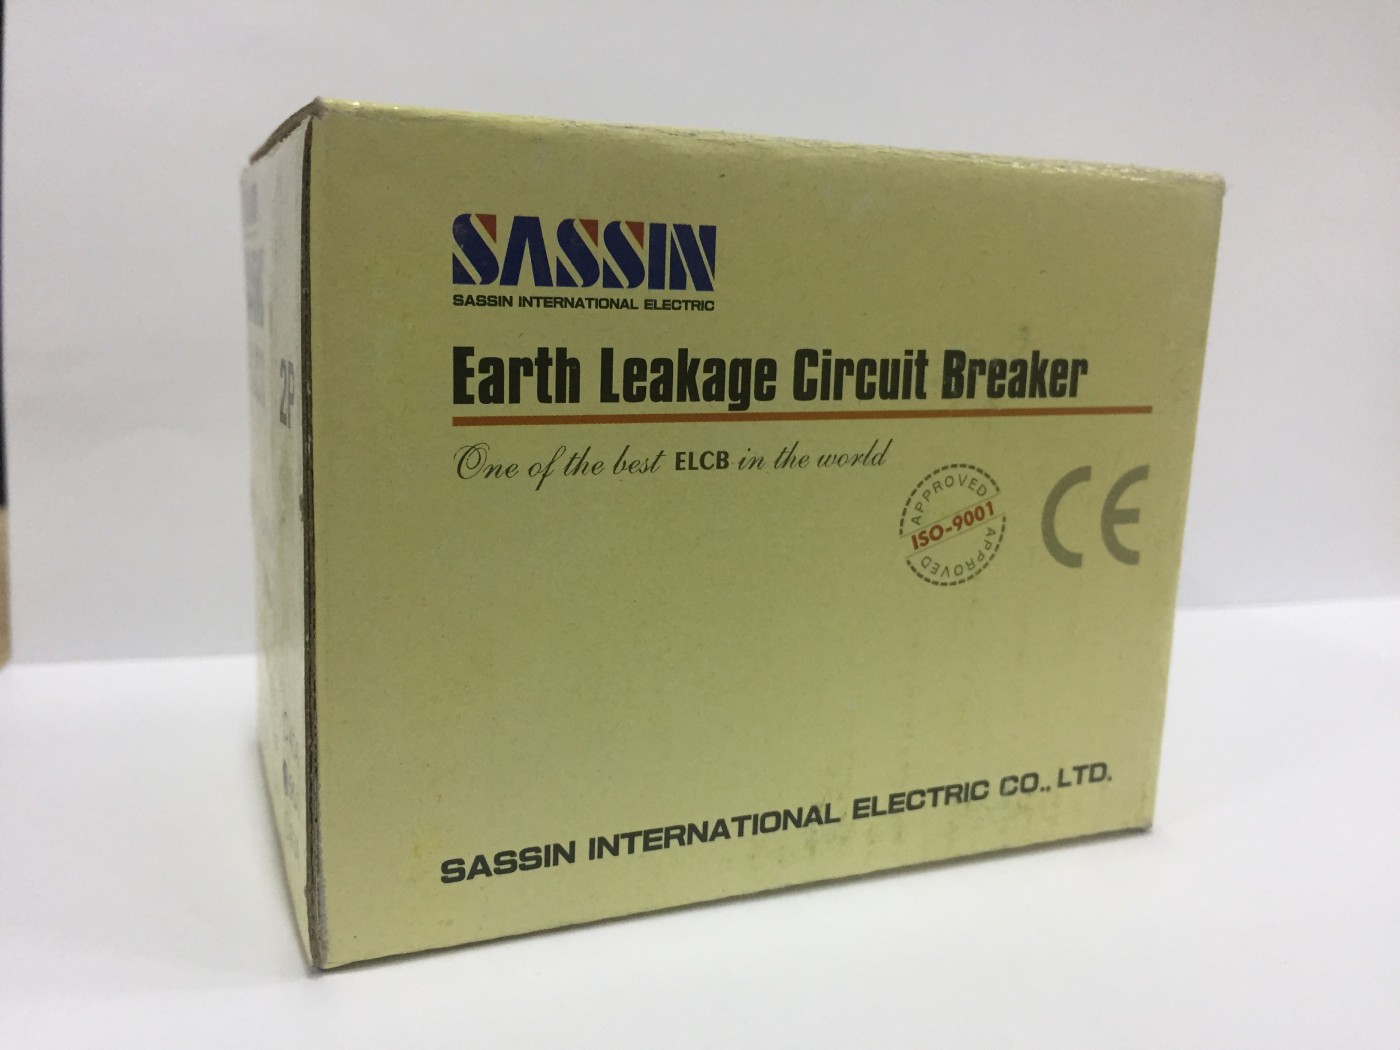 SASSIN
SASSIN INTERNATIONAL ELECTRIC
Earth Leakage Circuit Breaker
One of the best ELCB in the world
APPROVED
ISO-9001
APPROVED
CE
SASSIN INTERNATIONAL ELECTRIC CO., LTD.
2P